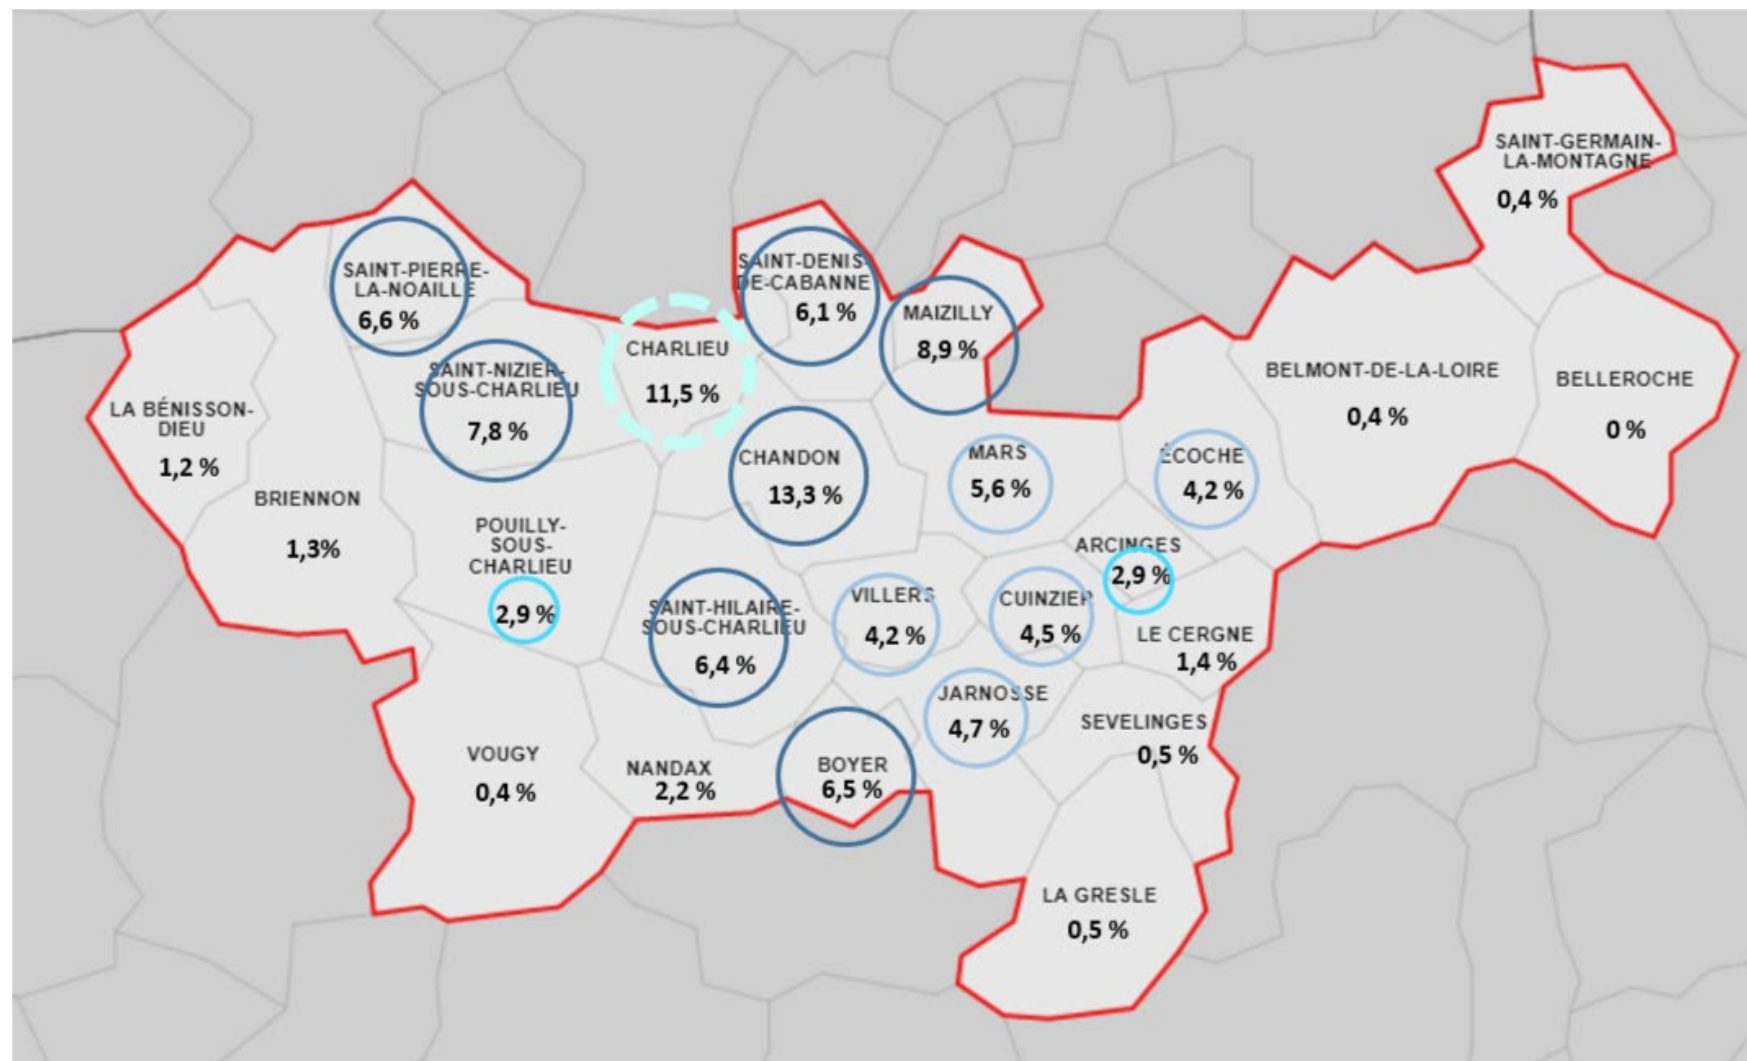 SAINT-GERMAIN-
LA-MONTAGNE
0,4 %
SAINT-PIERRE-
LA-NOAILLE
6,6 %
SAINT-DENIS-
DE-CABANNE
6,1 %
MAIZILLY
8,9 %
CHARLIEU
11,5 %
SAINT-NIZIER-
SOUS-CHARLIEU
7,8 %
BELMONT-DE-LA-LOIRE
0,4 %
BELLEROCHE
0 %
LA BÉNISSON-
DIEU
1,2 %
CHANDON
13,3 %
MARS
5,6 %
ÉCOCHE
4,2 %
BRIENNON
1,3%
POUILLY-
SOUS-
CHARLIEU
2,9 %
ARCINGES
2,9 %
SAINT-HILAIRE-
SOUS-CHARLIEU
6,4 %
VILLERS
4,2 %
CUINZIER
4,5 %
LE CERGNE
1,4 %
JARNOSSE
4,7 %
SEVELINGES
0,5 %
VOUGY
0,4 %
NANDAX
2,2 %
BOYER
6,5 %
LA GRESLE
0,5 %